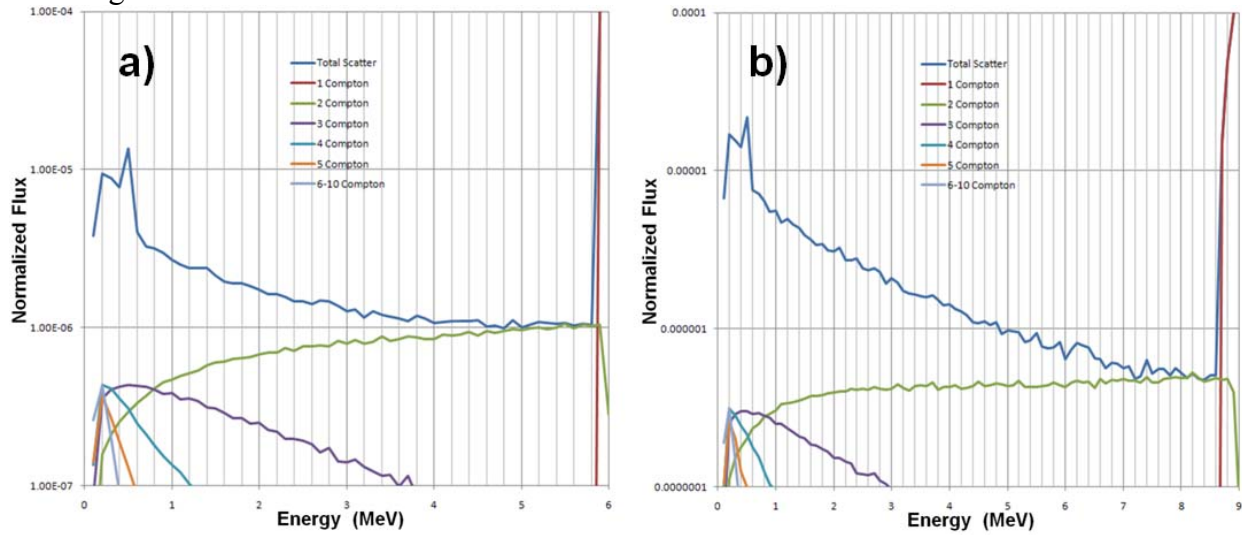 a)
Normalized Flux
1.00E-04
1.00E-05
1.00E-06
1.00E-07
Total Scatter
1 Compton
2 Compton
3 Compton
4 Compton
5 Compton
6-10 Compton
0 1 2 3 4 5 6
Energy (MeV)
b)
Normalized Flux
0.0001
0.00001
0.000001
0.0000001
Total Scatter
1 Compton
2 Compton
3 Compton
4 Compton
5 Compton
6-10 Compton
0 1 2 3 4 5 6 7 8 9
Energy (MeV)